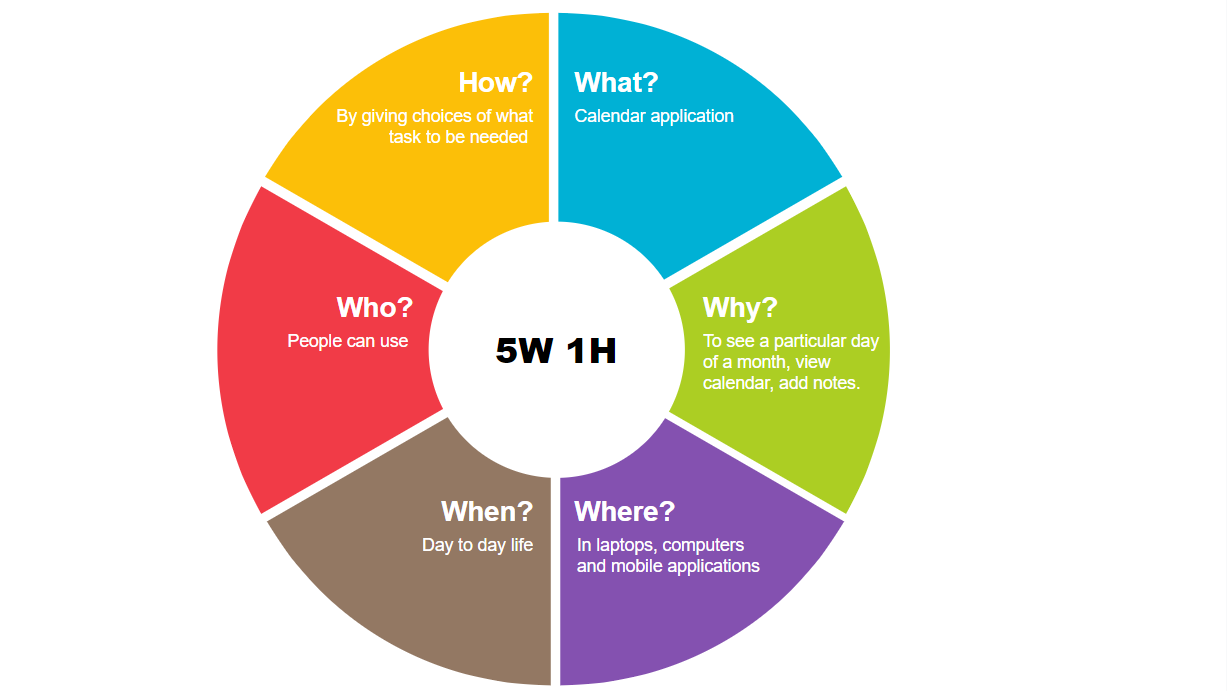 How?
By giving choices of what
task to be needed
What?
Calendar application
Who?
People can use
5W 1H
Why?
To see a particular day
of a month, view
calendar, add notes.
When?
Day to day life
Where?
In laptops, computers
and mobile applications